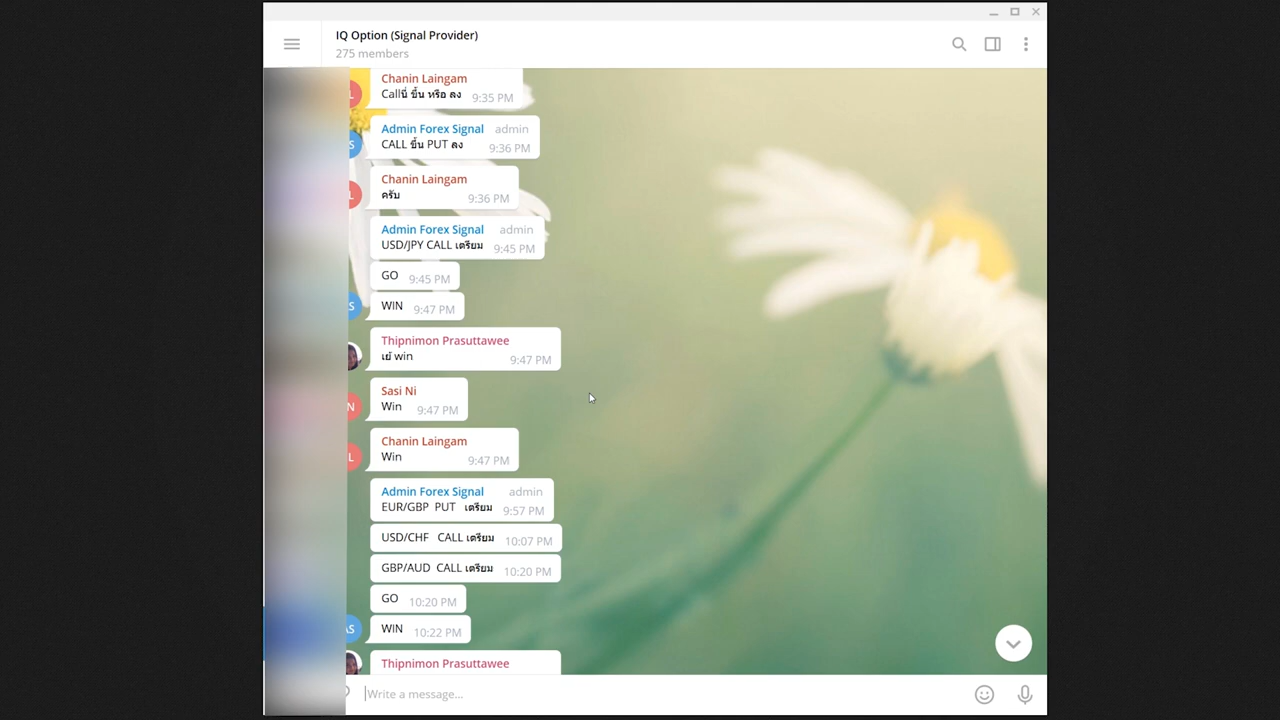 IQ Option (Signal Provider)
275 members
Chanin Laingam
Callนี่ ขึ้น หรือ ลง 9:35 PM
Admin Forex Signal admin
CALL ขึ้น PUT ลง 9:36 PM
Chanin Laingam
ครับ 9:36 PM
Admin Forex Signal admin
USD/JPY CALL เตรียม 9:45 PM
GO 9:45 PM
WIN 9:47 PM
Thipnimon Prasuttawee
เย้ win 9:47 PM
Sasi Ni
Win 9:47 PM
Chanin Laingam
Win 9:47 PM
Admin Forex Signal admin
EUR/GBP PUT เตรียม 9:57 PM
USD/CHF CALL เตรียม 10:07 PM
GBP/AUD CALL เตรียม 10:20 PM
GO 10:20 PM
WIN 10:22 PM
Thipnimon Prasuttawee
Write a message...